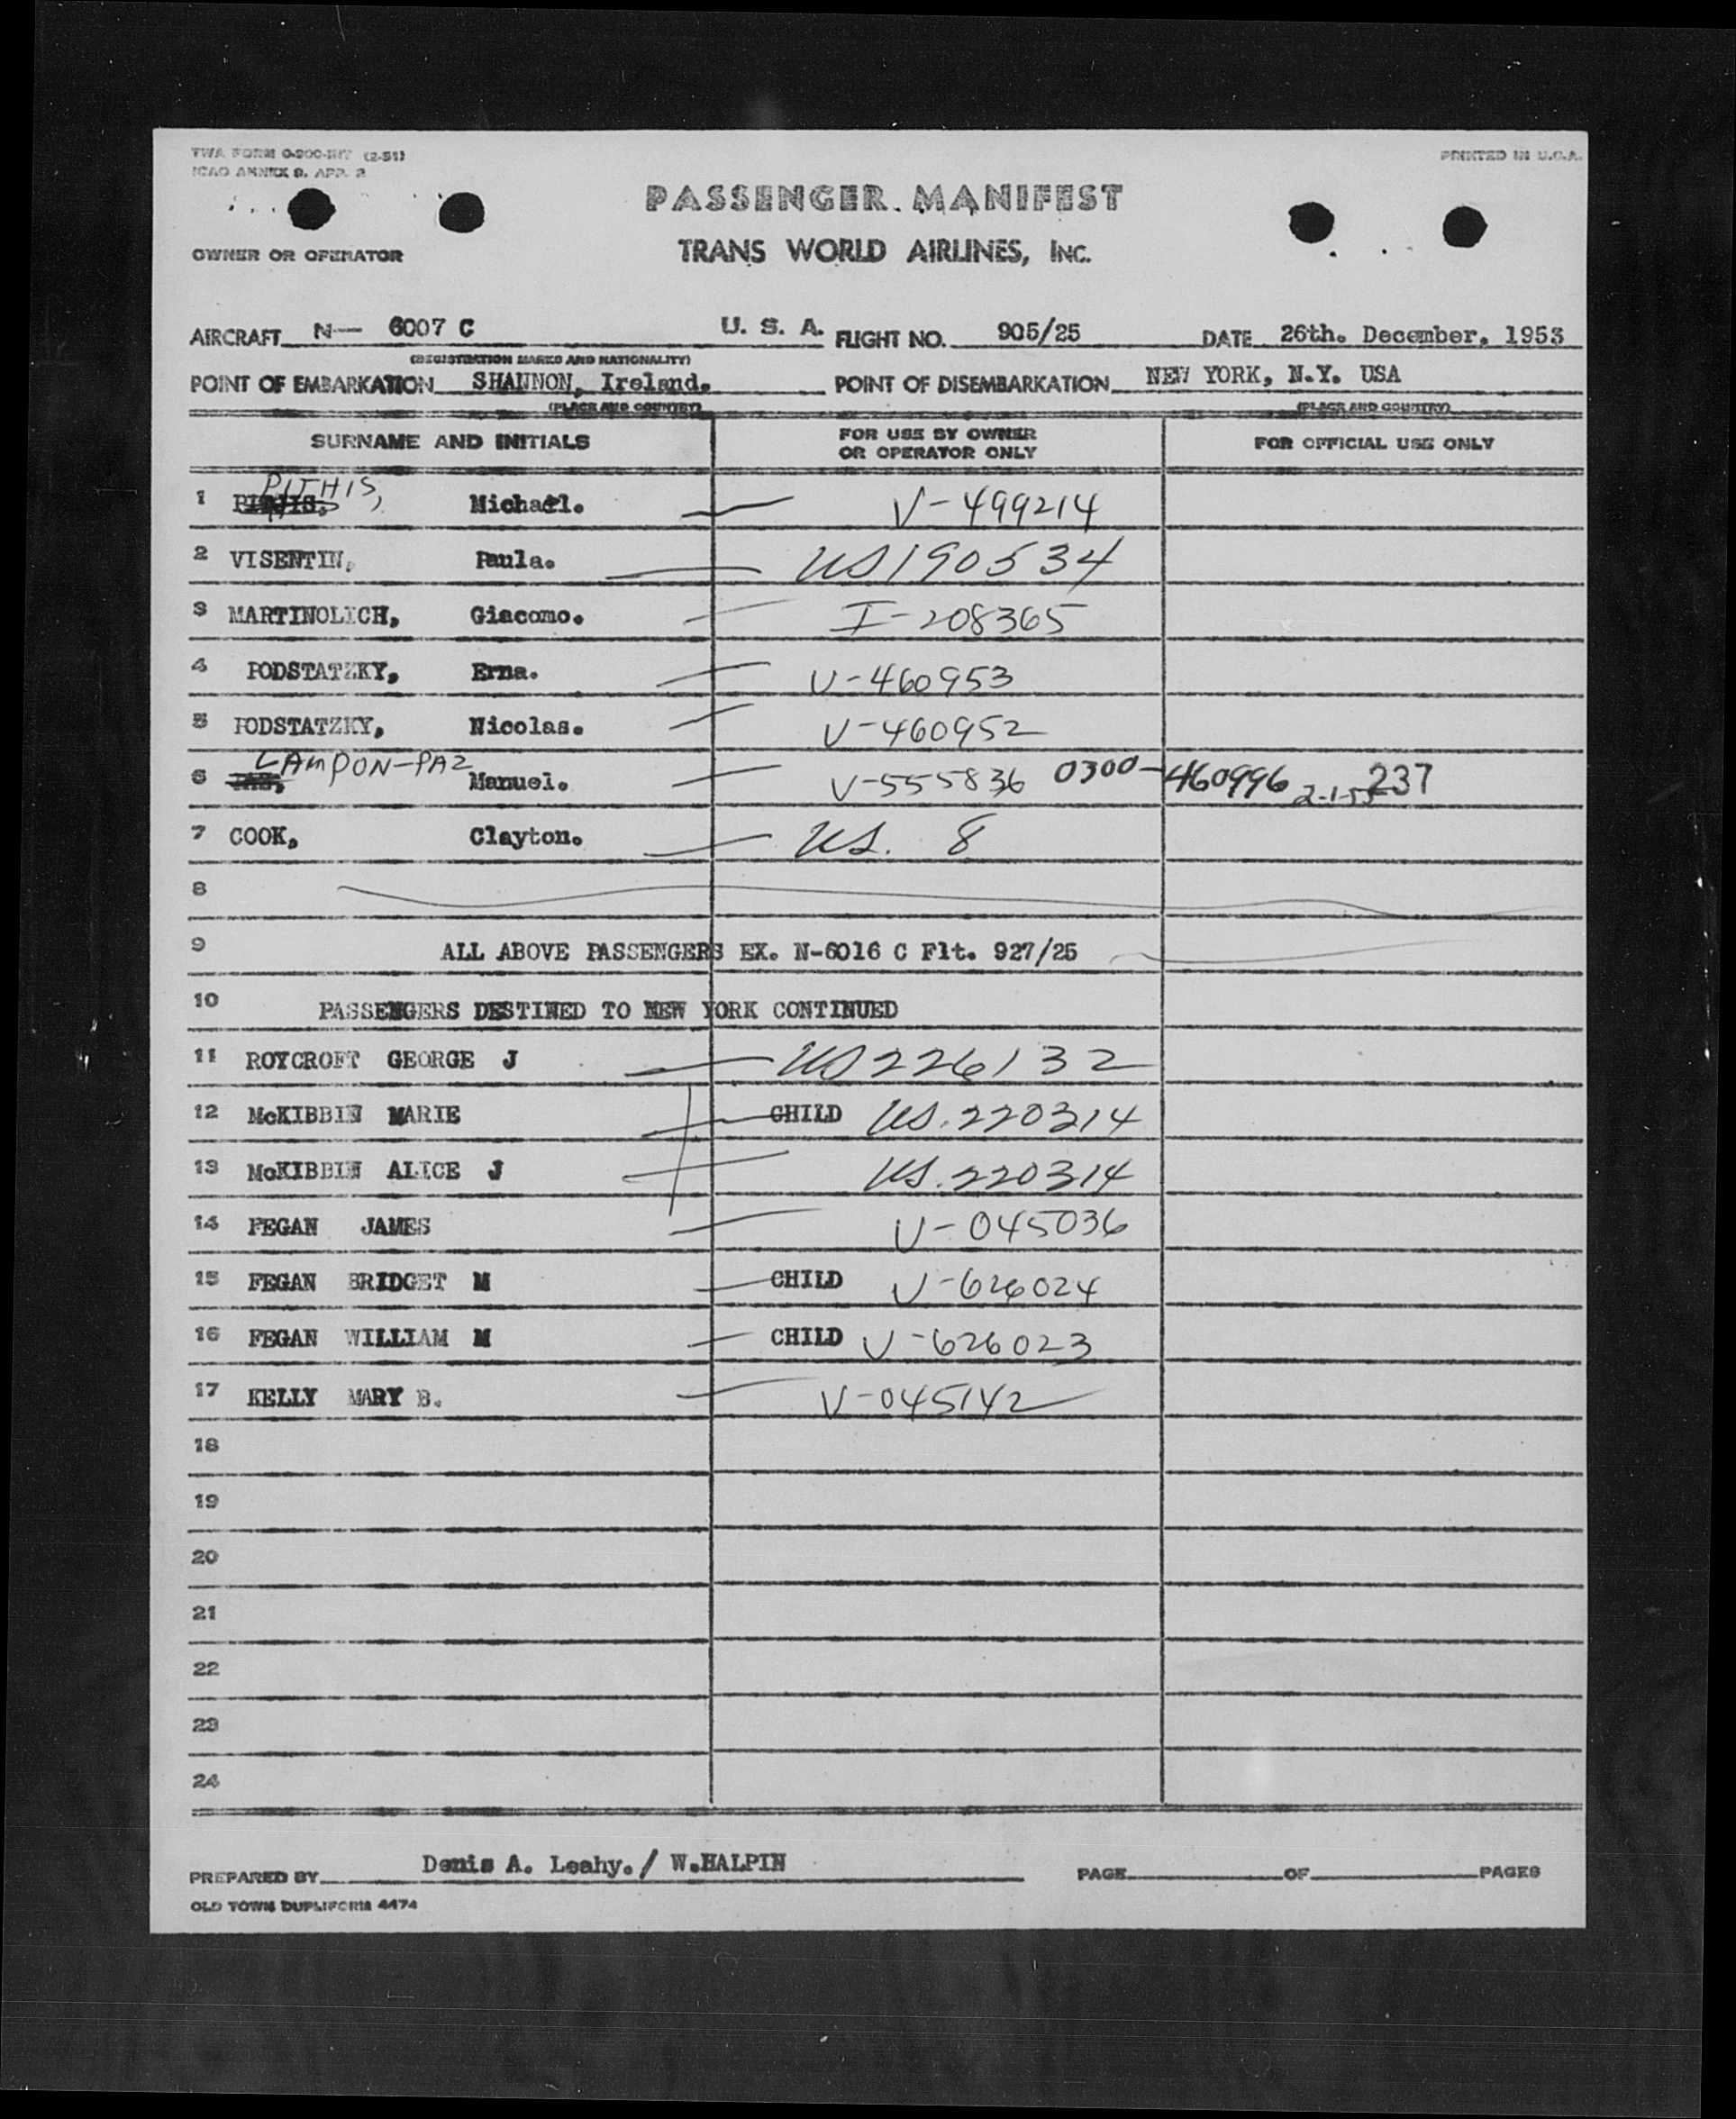 TWA FORM (2-51)
ICAO ANNEX 9. APP. 2
PRINTED IN U.S.A.
PASSENGER MANIFEST
OWNER OR OPERATOR
TRANS WORLD AIRLINES, INC.
AIRCRAFT N— 6007 C U. S. A. FLIGHT NO. 905/25 DATE 26th. December, 1953
(REGISTRATION MARKS AND NATIONALITY)
POINT OF EMBARKATION SHANNON, Ireland. POINT OF DISEMBARKATION NEW YORK, N.Y. USA
(PLACE AND COUNTRY) (PLACE AND COUNTRY)
SURNAME AND INITIALS FOR USE BY OWNER OR OPERATOR ONLY FOR OFFICIAL USE ONLY
1 PITHIS, Michael. V-499214
2 VISENTIN, Paula. US190534
3 MARTINOLICH, Giacomo. I-208365
4 PODSTATZKY, Erna. V-460953
5 PODSTATZKY, Nicolas. V-460952
6 LAMPON-PAZ Manuel. V-555836 0300-460996 2-1-55 237
7 COOK, Clayton. US. 8
8
9 ALL ABOVE PASSENGERS EX. N-6016 C Flt. 927/25
10 PASSENGERS DESTINED TO NEW YORK CONTINUED
11 ROYCROFT GEORGE J US226132
12 McKIBBIN MARIE CHILD US.220314
13 McKIBBIN ALICE J US.220314
14 FEGAN JAMES V-045036
15 FEGAN BRIDGET M CHILD V-626024
16 FEGAN WILLIAM M CHILD V-626023
17 KELLY MARY B. V-045142
18
19
20
21
22
23
24
PREPARED BY Denis A. Leahy./ W.HALPIN PAGE OF PAGES
OLD TOWN DUPLIFORM 4474